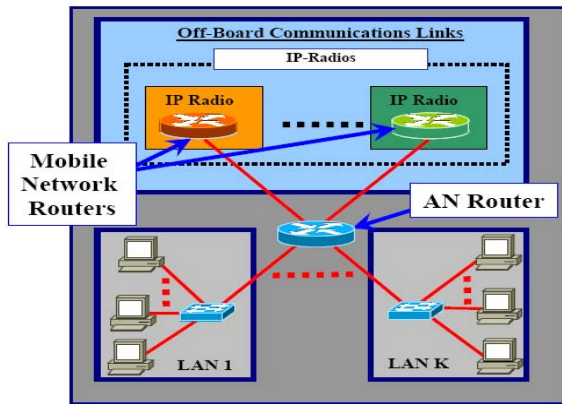 Off-Board Communications Links
IP-Radios
IP Radio
IP Radio
Mobile
Network
Routers
AN Router
LAN 1
LAN K